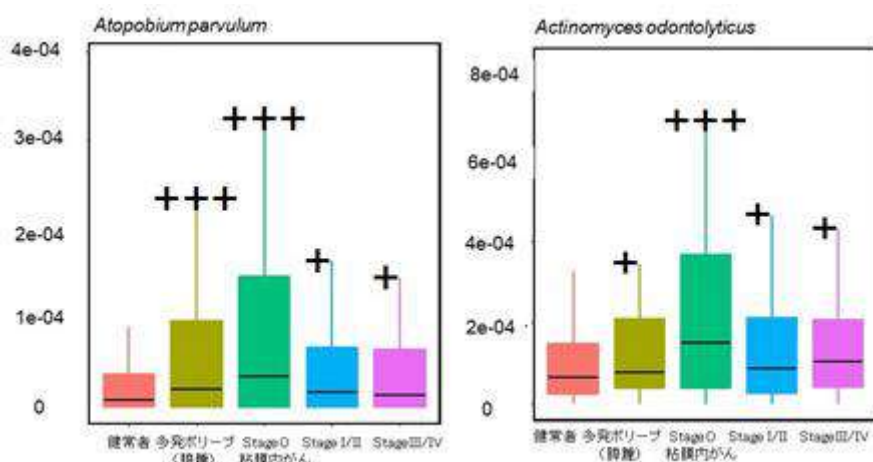 Atopobium parvulum
4e-04
3e-04
2e-04
1e-04
0
+++
+++
+
+
健常者 多発ポリープ StageO StageI/II StageIII/IV
(腺腫) 粘膜内がん
Actinomyces odontolyticus
8e-04
6e-04
4e-04
2e-04
0
+
+++
+
+
健常者 多発ポリープ StageO StageI/II StageIII/IV
(腺腫) 粘膜内がん